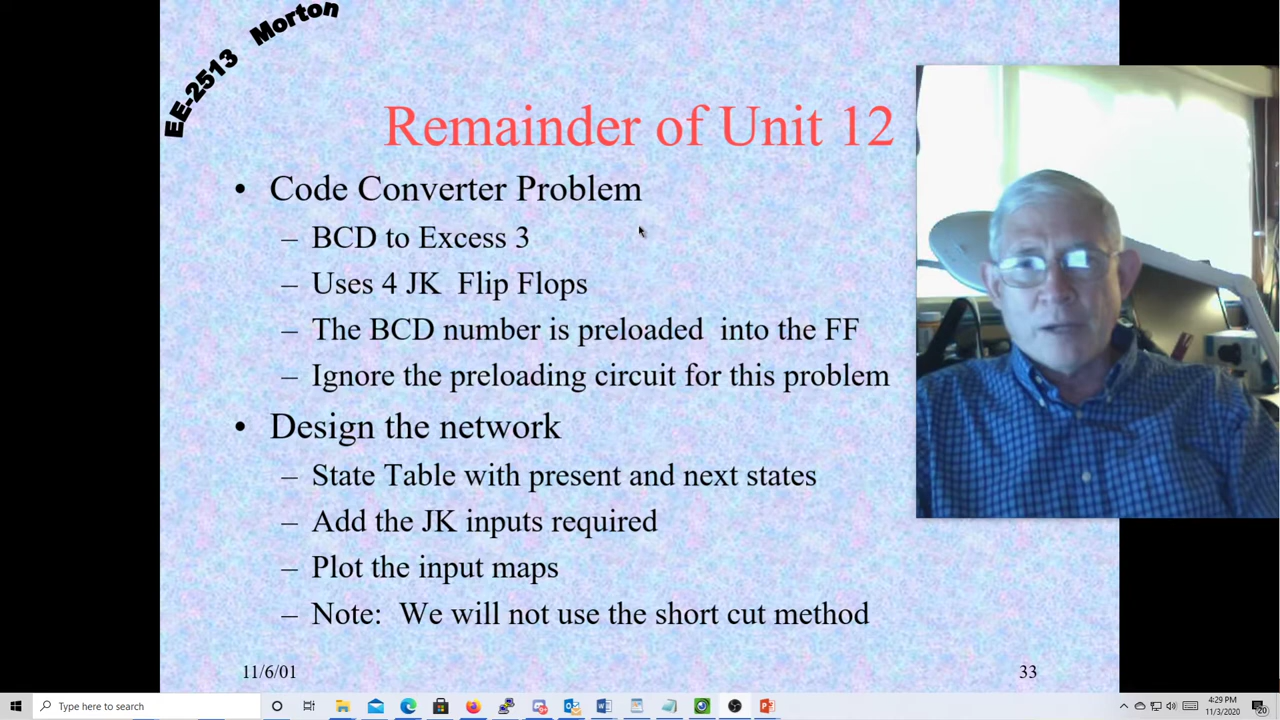 EE-2513 Morton
Remainder of Unit 12
• Code Converter Problem
– BCD to Excess 3
– Uses 4 JK Flip Flops
– The BCD number is preloaded into the FF
– Ignore the preloading circuit for this problem
• Design the network
– State Table with present and next states
– Add the JK inputs required
– Plot the input maps
– Note: We will not use the short cut method
11/6/01
33
Type here to search
4:29 PM
11/3/2020
20